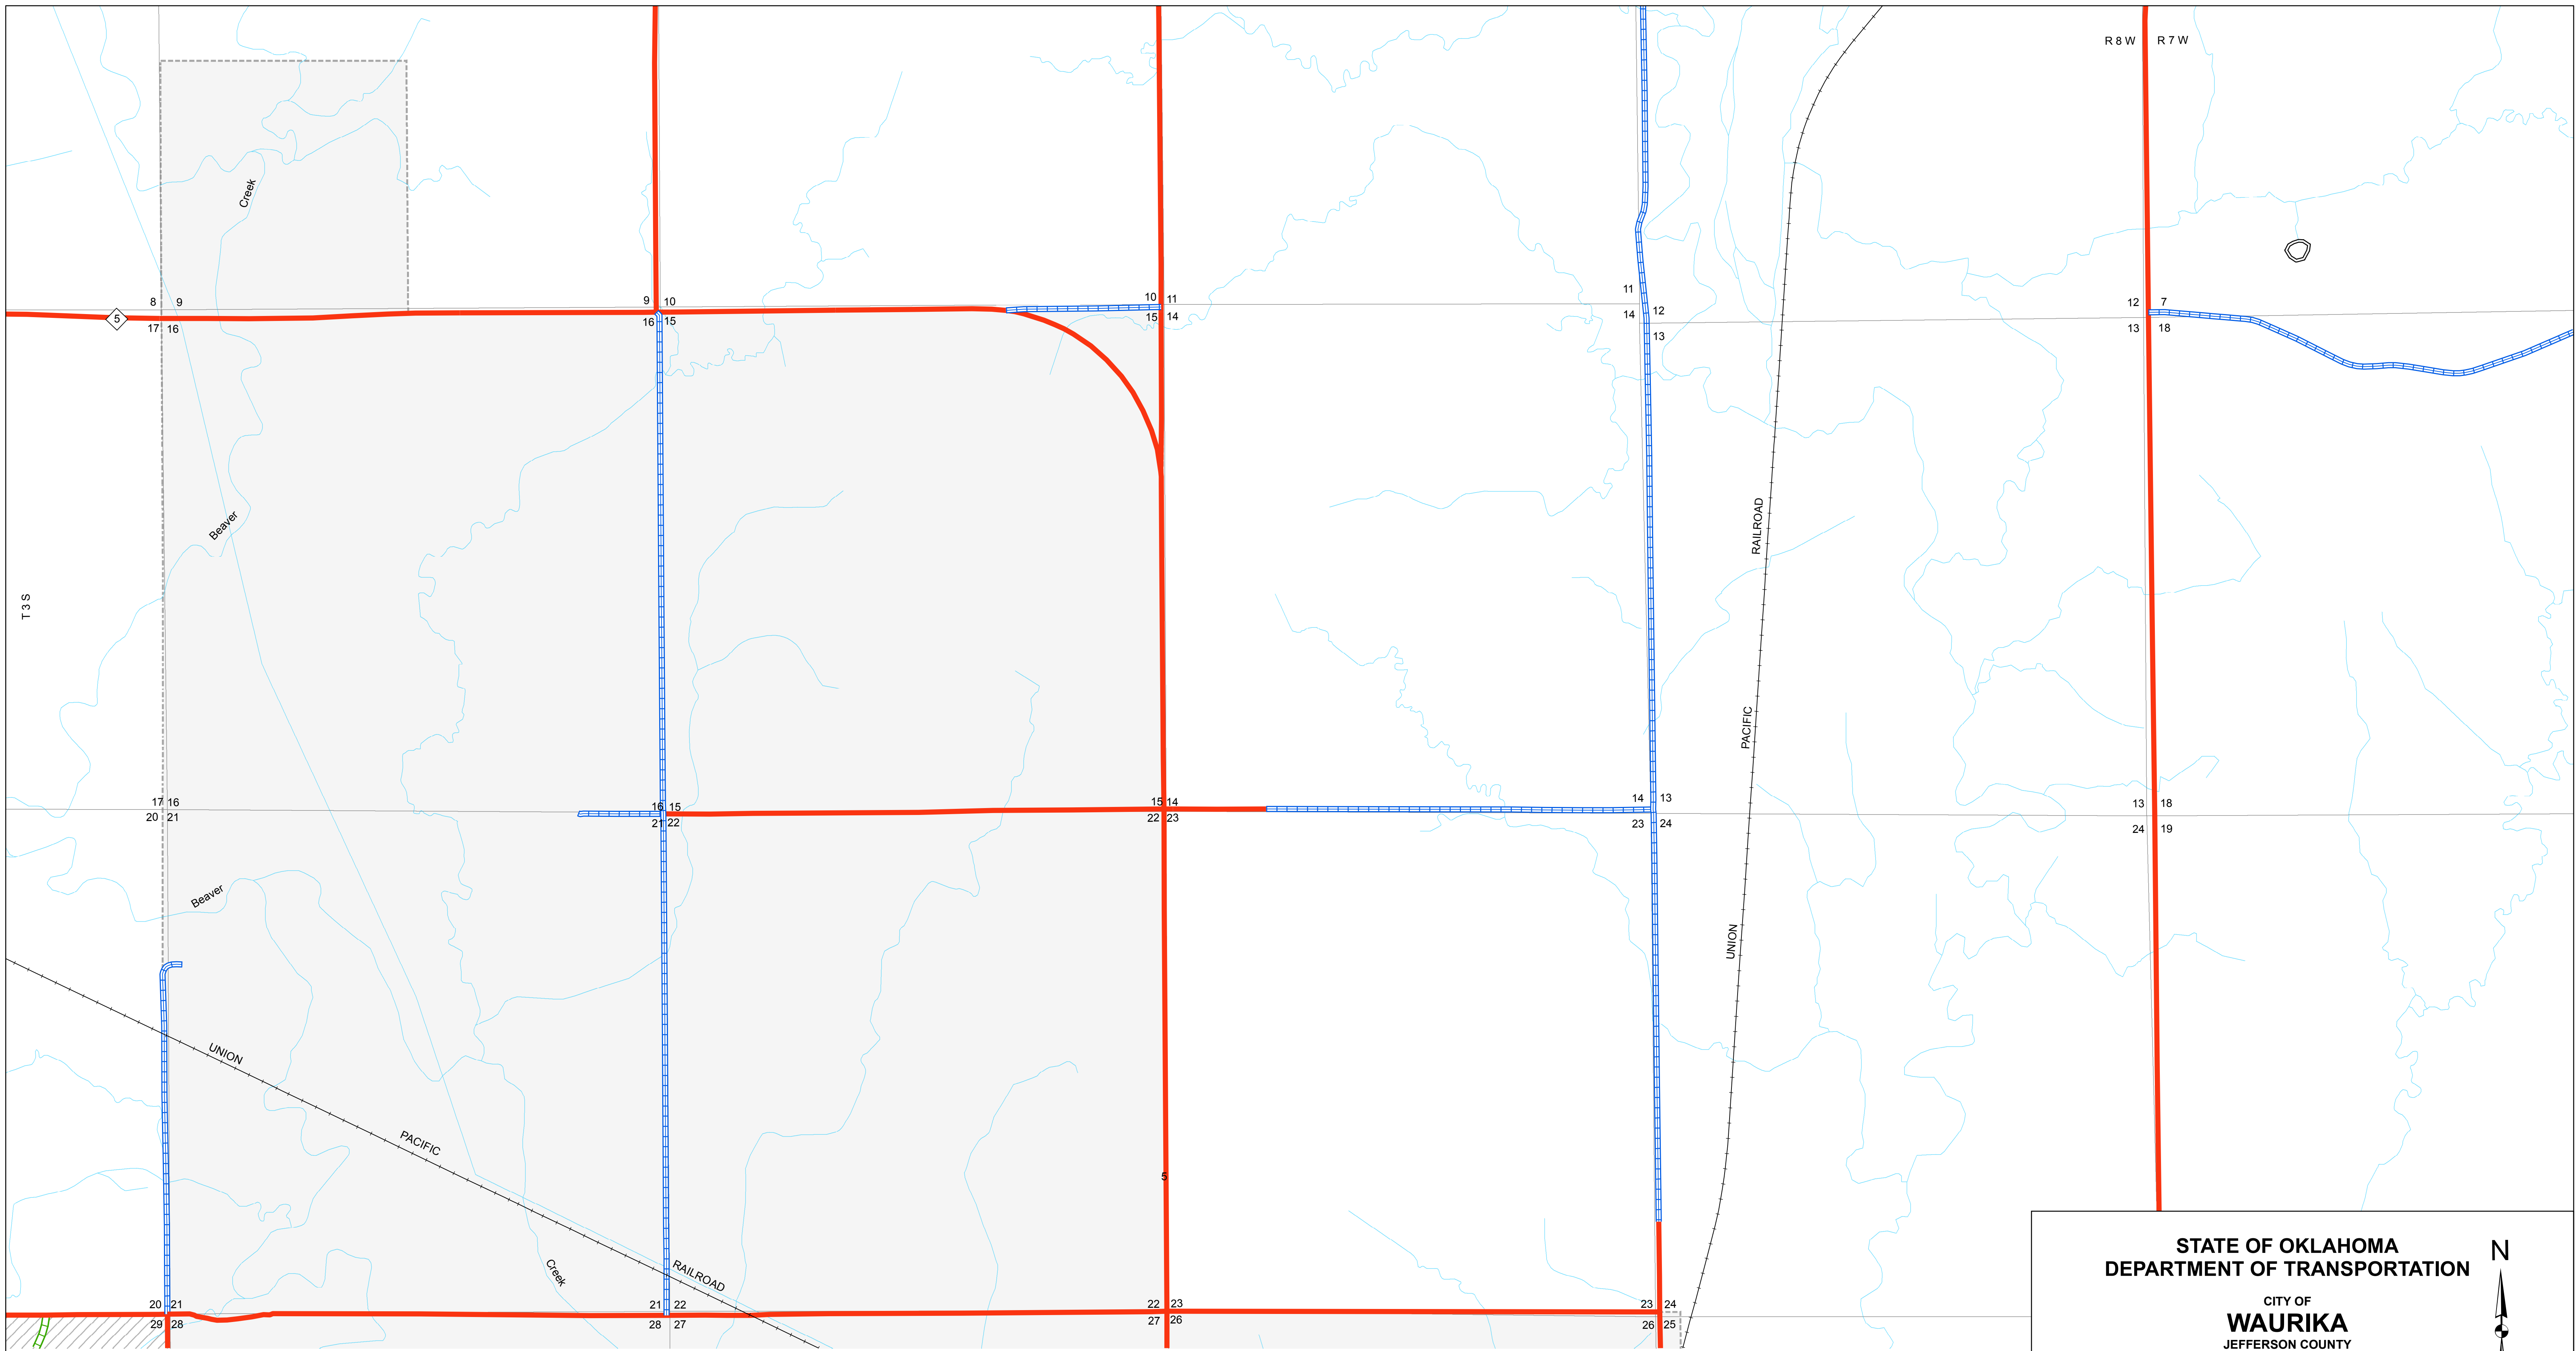 R 8 W R 7 W
Creek
8 9 9 10 10 11 11 12 12 7
5
17 16 16 15 15 14 14 13 13 18
Beaver
RAILROAD
T 3 S
PACIFIC
17 16 16 15 15 14 14 13 13 18
20 21 21 22 22 23 23 24 24 19
Beaver
UNION
UNION
PACIFIC
5
Creek
RAILROAD
20 21 21 22 22 23 23 24
29 28 28 27 27 26 26 25
STATE OF OKLAHOMA
DEPARTMENT OF TRANSPORTATION
N
CITY OF
WAURIKA
JEFFERSON COUNTY